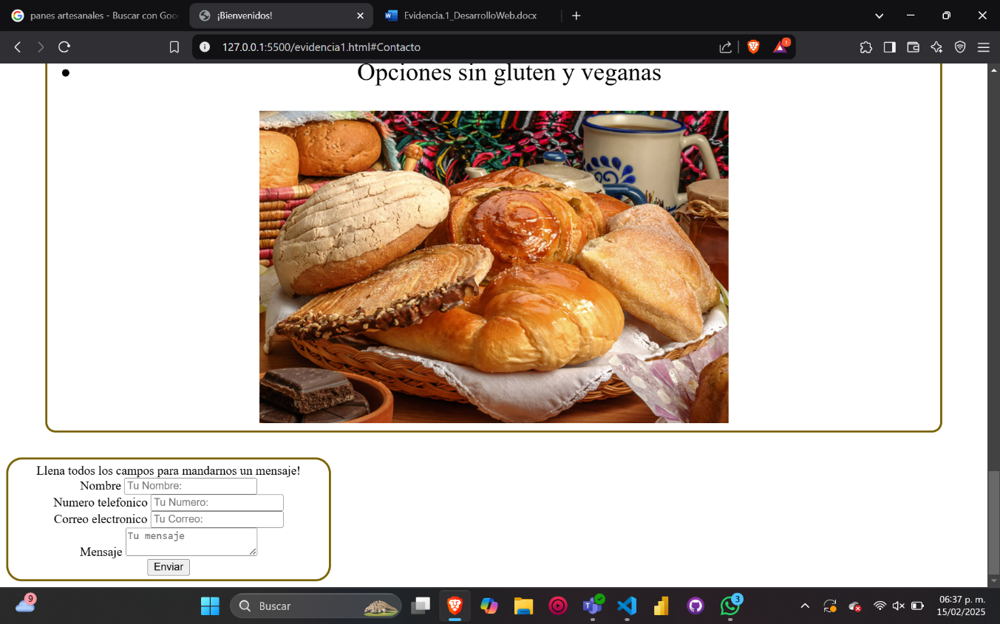 panes artesanales - Buscar con Goo
¡Bienvenidos!
Evidencia.1_DesarrolloWeb.docx
127.0.0.1:5500/evidencia1.html#Contacto
1
Opciones sin gluten y veganas
Llena todos los campos para mandarnos un mensaje!
Nombre Tu Nombre:
Numero telefonico Tu Numero:
Correo electronico Tu Correo:
Mensaje Tu mensaje
Enviar
9
Buscar
3
06:37 p. m.
15/02/2025